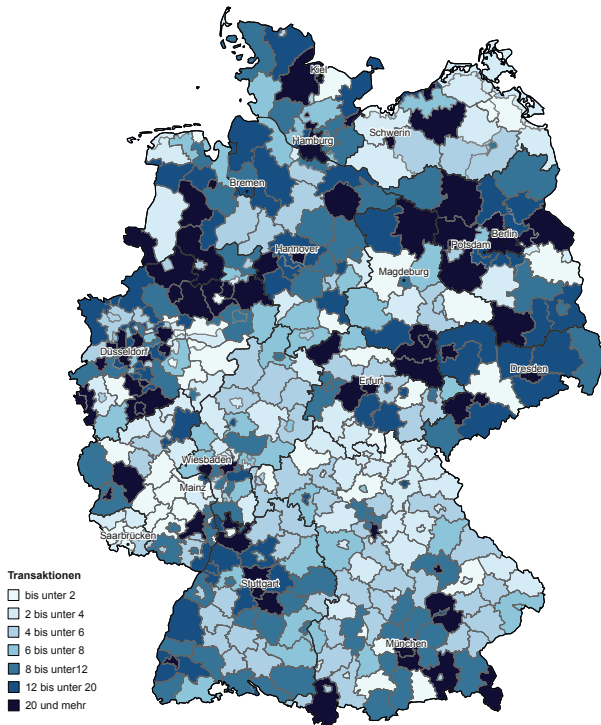 Kiel
Schwerin
Hamburg
Bremen
Berlin
Hannover
Potsdam
Magdeburg
Düsseldorf
Dresden
Erfurt
Wiesbaden
Mainz
Saarbrücken
Stuttgart
München
Transaktionen
bis unter 2
2 bis unter 4
4 bis unter 6
6 bis unter 8
8 bis unter12
12 bis unter 20
20 und mehr